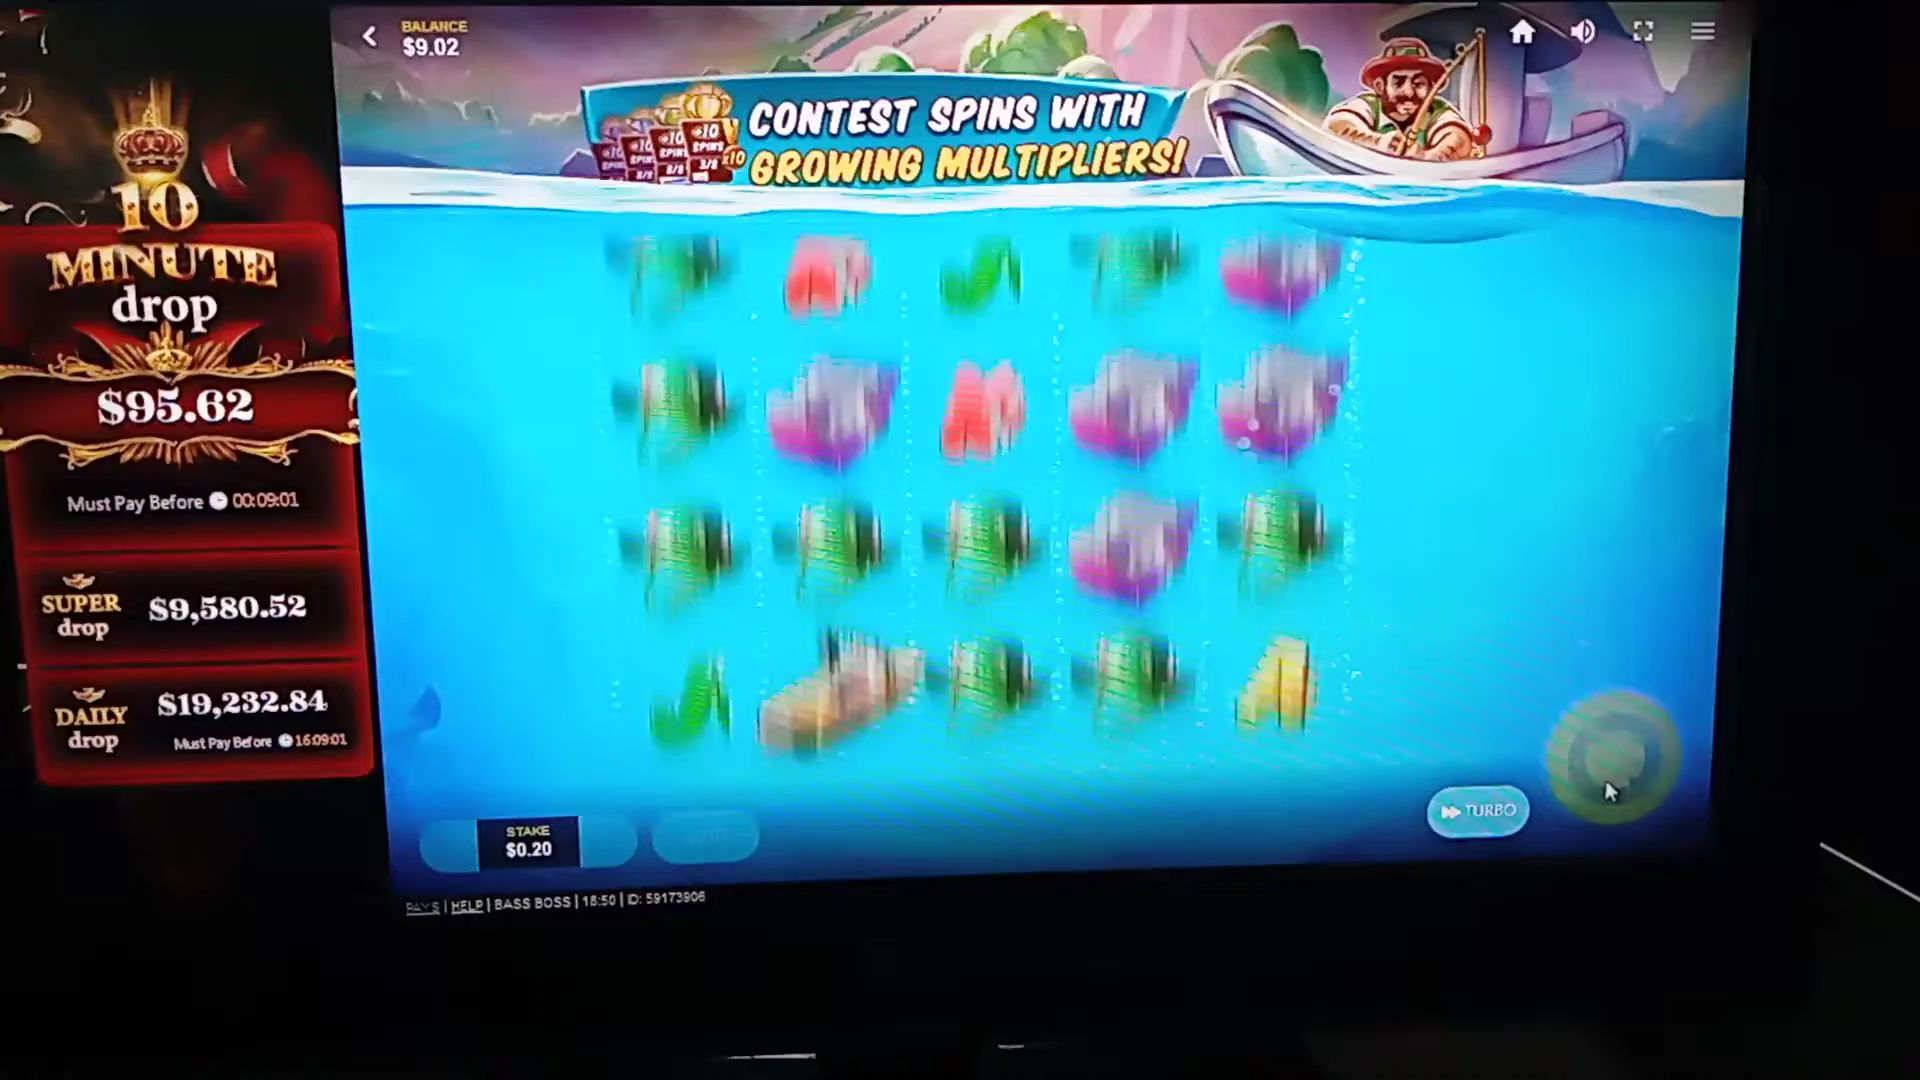 BALANCE
$9.02
CONTEST SPINS WITH
GROWING MULTIPLIERS!
10
MINUTE
drop
$95.62
Must Pay Before 00:09:01
SUPER
drop
$9,580.52
DAILY
drop
$19,232.84
Must Pay Before 16:09:01
TURBO
STAKE
$0.20
PAYS | HELP | BASS BOSS | 18:50 | ID: 59173906